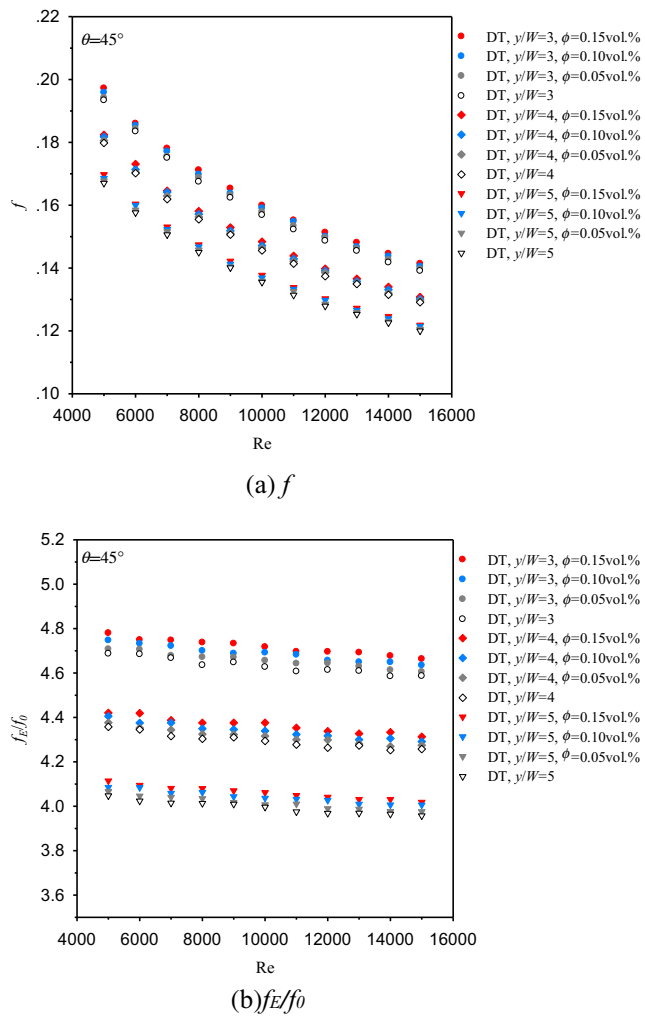 .22
.20
.18
.16
.14
.12
.10
f
θ=45°
4000 6000 8000 10000 12000 14000 16000
Re
DT, y/W=3, ϕ=0.15vol.%
DT, y/W=3, ϕ=0.10vol.%
DT, y/W=3, ϕ=0.05vol.%
DT, y/W=3
DT, y/W=4, ϕ=0.15vol.%
DT, y/W=4, ϕ=0.10vol.%
DT, y/W=4, ϕ=0.05vol.%
DT, y/W=4
DT, y/W=5, ϕ=0.15vol.%
DT, y/W=5, ϕ=0.10vol.%
DT, y/W=5, ϕ=0.05vol.%
DT, y/W=5
(a) f
5.2
5.0
4.8
4.6
4.4
4.2
4.0
3.8
3.6
fE/f0
θ=45°
4000 6000 8000 10000 12000 14000 16000
Re
DT, y/W=3, ϕ=0.15vol.%
DT, y/W=3, ϕ=0.10vol.%
DT, y/W=3, ϕ=0.05vol.%
DT, y/W=3
DT, y/W=4, ϕ=0.15vol.%
DT, y/W=4, ϕ=0.10vol.%
DT, y/W=4, ϕ=0.05vol.%
DT, y/W=4
DT, y/W=5, ϕ=0.15vol.%
DT, y/W=5, ϕ=0.10vol.%
DT, y/W=5, ϕ=0.05vol.%
DT, y/W=5
(b)fE/f0